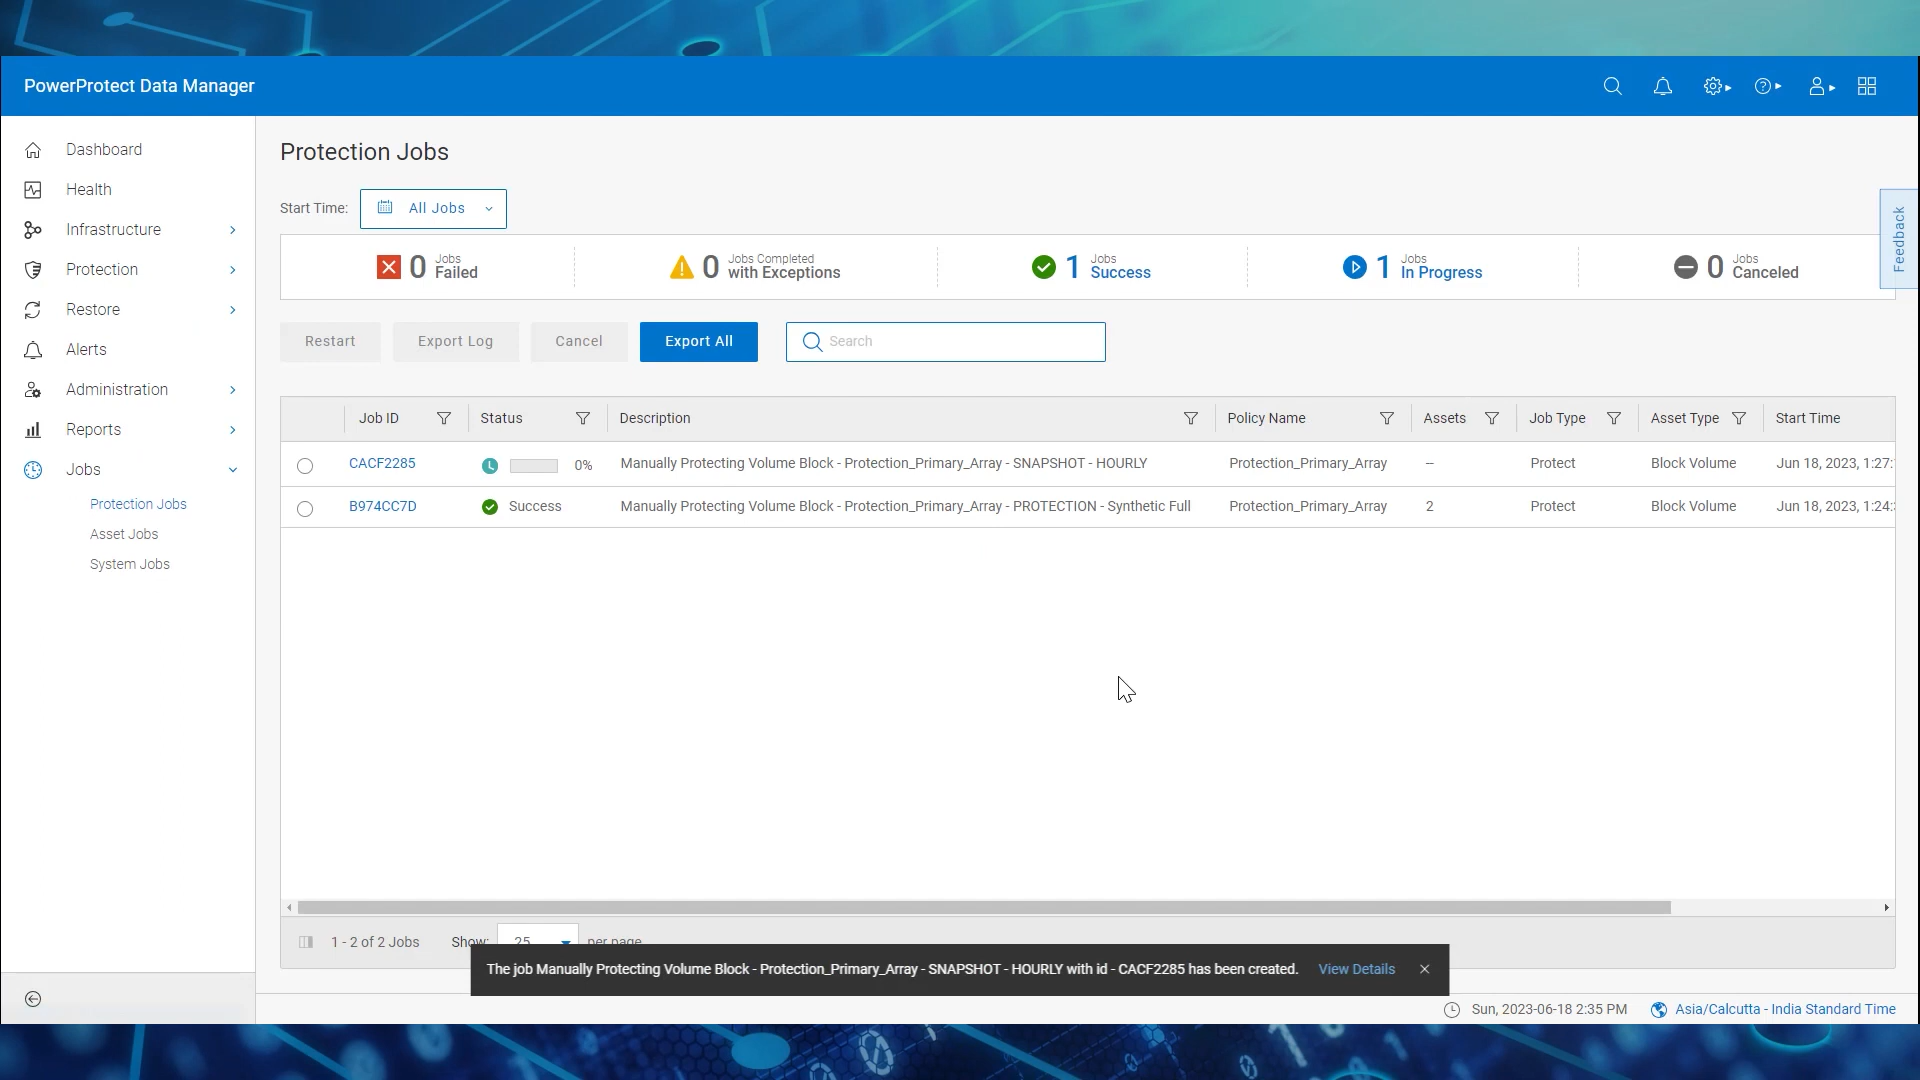 PowerProtect Data Manager
Dashboard
Health
Infrastructure
Protection
Restore
Alerts
Administration
Reports
Jobs
Protection Jobs
Asset Jobs
System Jobs
Protection Jobs
Start Time: All Jobs
0 Jobs Failed
0 Jobs Completed with Exceptions
1 Jobs Success
1 Jobs In Progress
0 Jobs Canceled
Feedback
Restart Export Log Cancel Export All Search
Job ID Status Description Policy Name Assets Job Type Asset Type Start Time
CACF2285 0% Manually Protecting Volume Block - Protection_Primary_Array - SNAPSHOT - HOURLY Protection_Primary_Array -- Protect Block Volume Jun 18, 2023, 1:27:
B974CC7D Success Manually Protecting Volume Block - Protection_Primary_Array - PROTECTION - Synthetic Full Protection_Primary_Array 2 Protect Block Volume Jun 18, 2023, 1:24:
1 - 2 of 2 Jobs Show: 25 per page
The job Manually Protecting Volume Block - Protection_Primary_Array - SNAPSHOT - HOURLY with id - CACF2285 has been created. View Details
Sun, 2023-06-18 2:35 PM Asia/Calcutta - India Standard Time